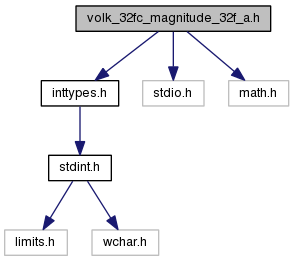 volk_32fc_magnitude_32f_a.h
inttypes.h
stdio.h
math.h
stdint.h
limits.h
wchar.h